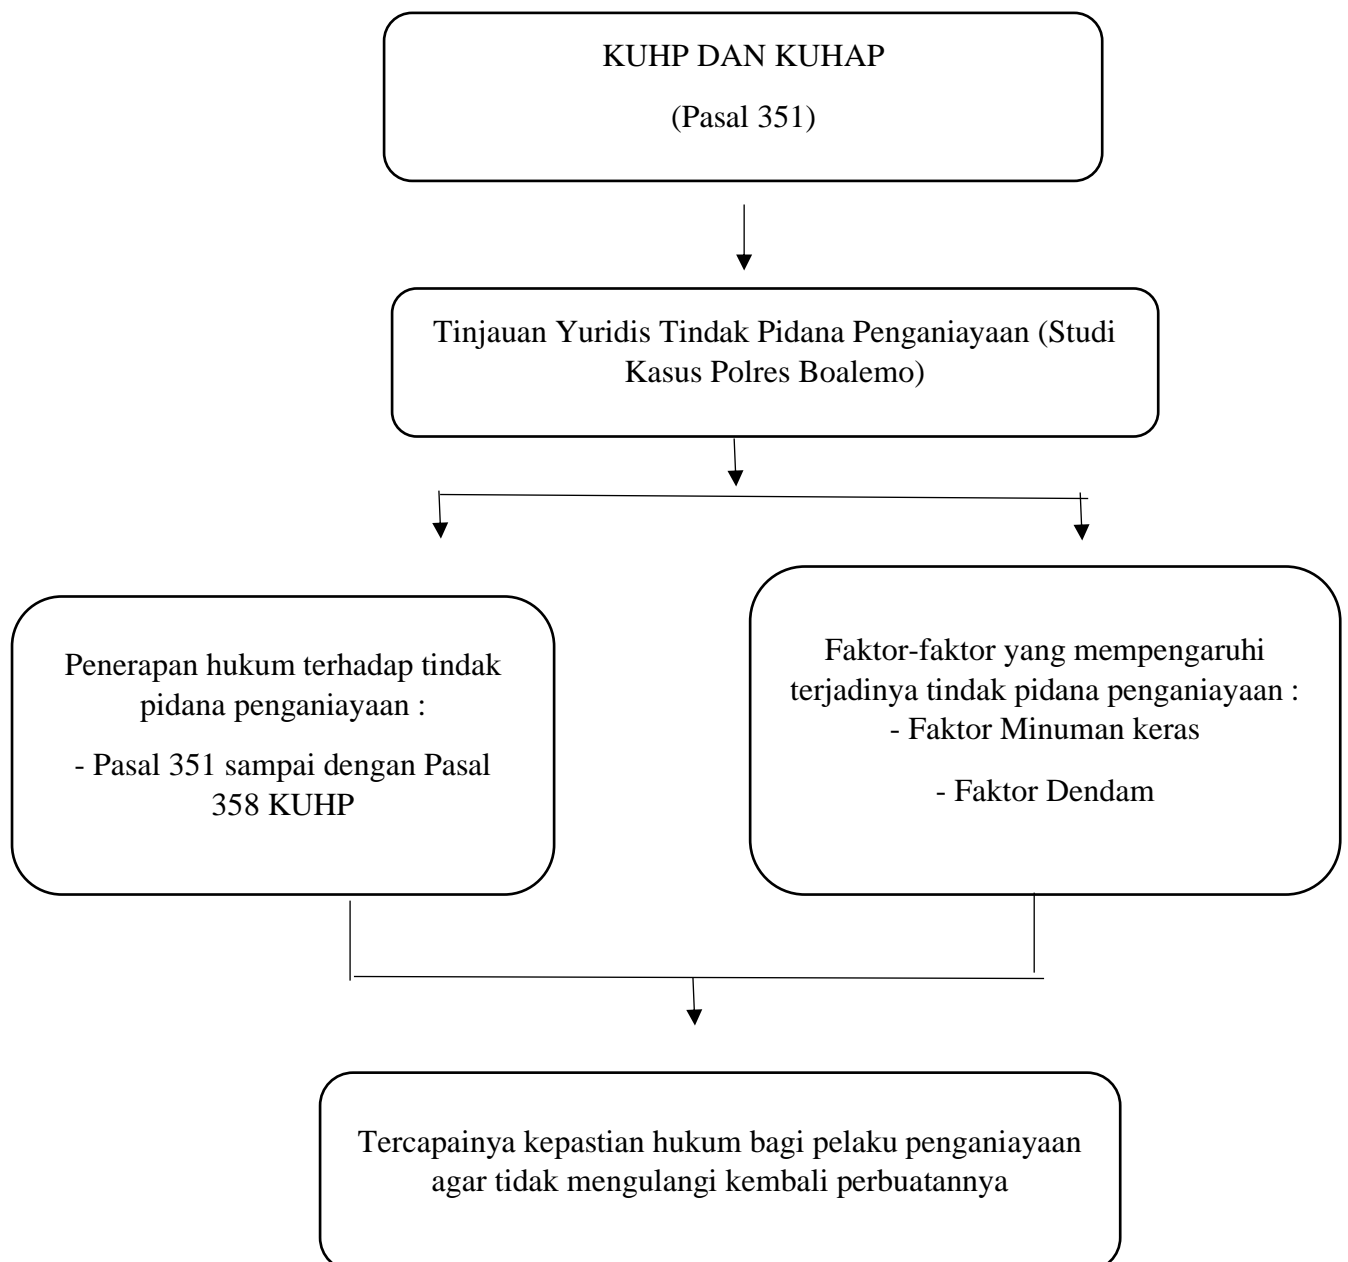 KUHP DAN KUHAP
(Pasal 351)
Tinjauan Yuridis Tindak Pidana Penganiayaan (Studi
Kasus Polres Boalemo)
Penerapan hukum terhadap tindak
pidana penganiayaan :
- Pasal 351 sampai dengan Pasal
358 KUHP
Faktor-faktor yang mempengaruhi
terjadinya tindak pidana penganiayaan :
- Faktor Minuman keras
- Faktor Dendam
Tercapainya kepastian hukum bagi pelaku penganiayaan
agar tidak mengulangi kembali perbuatannya